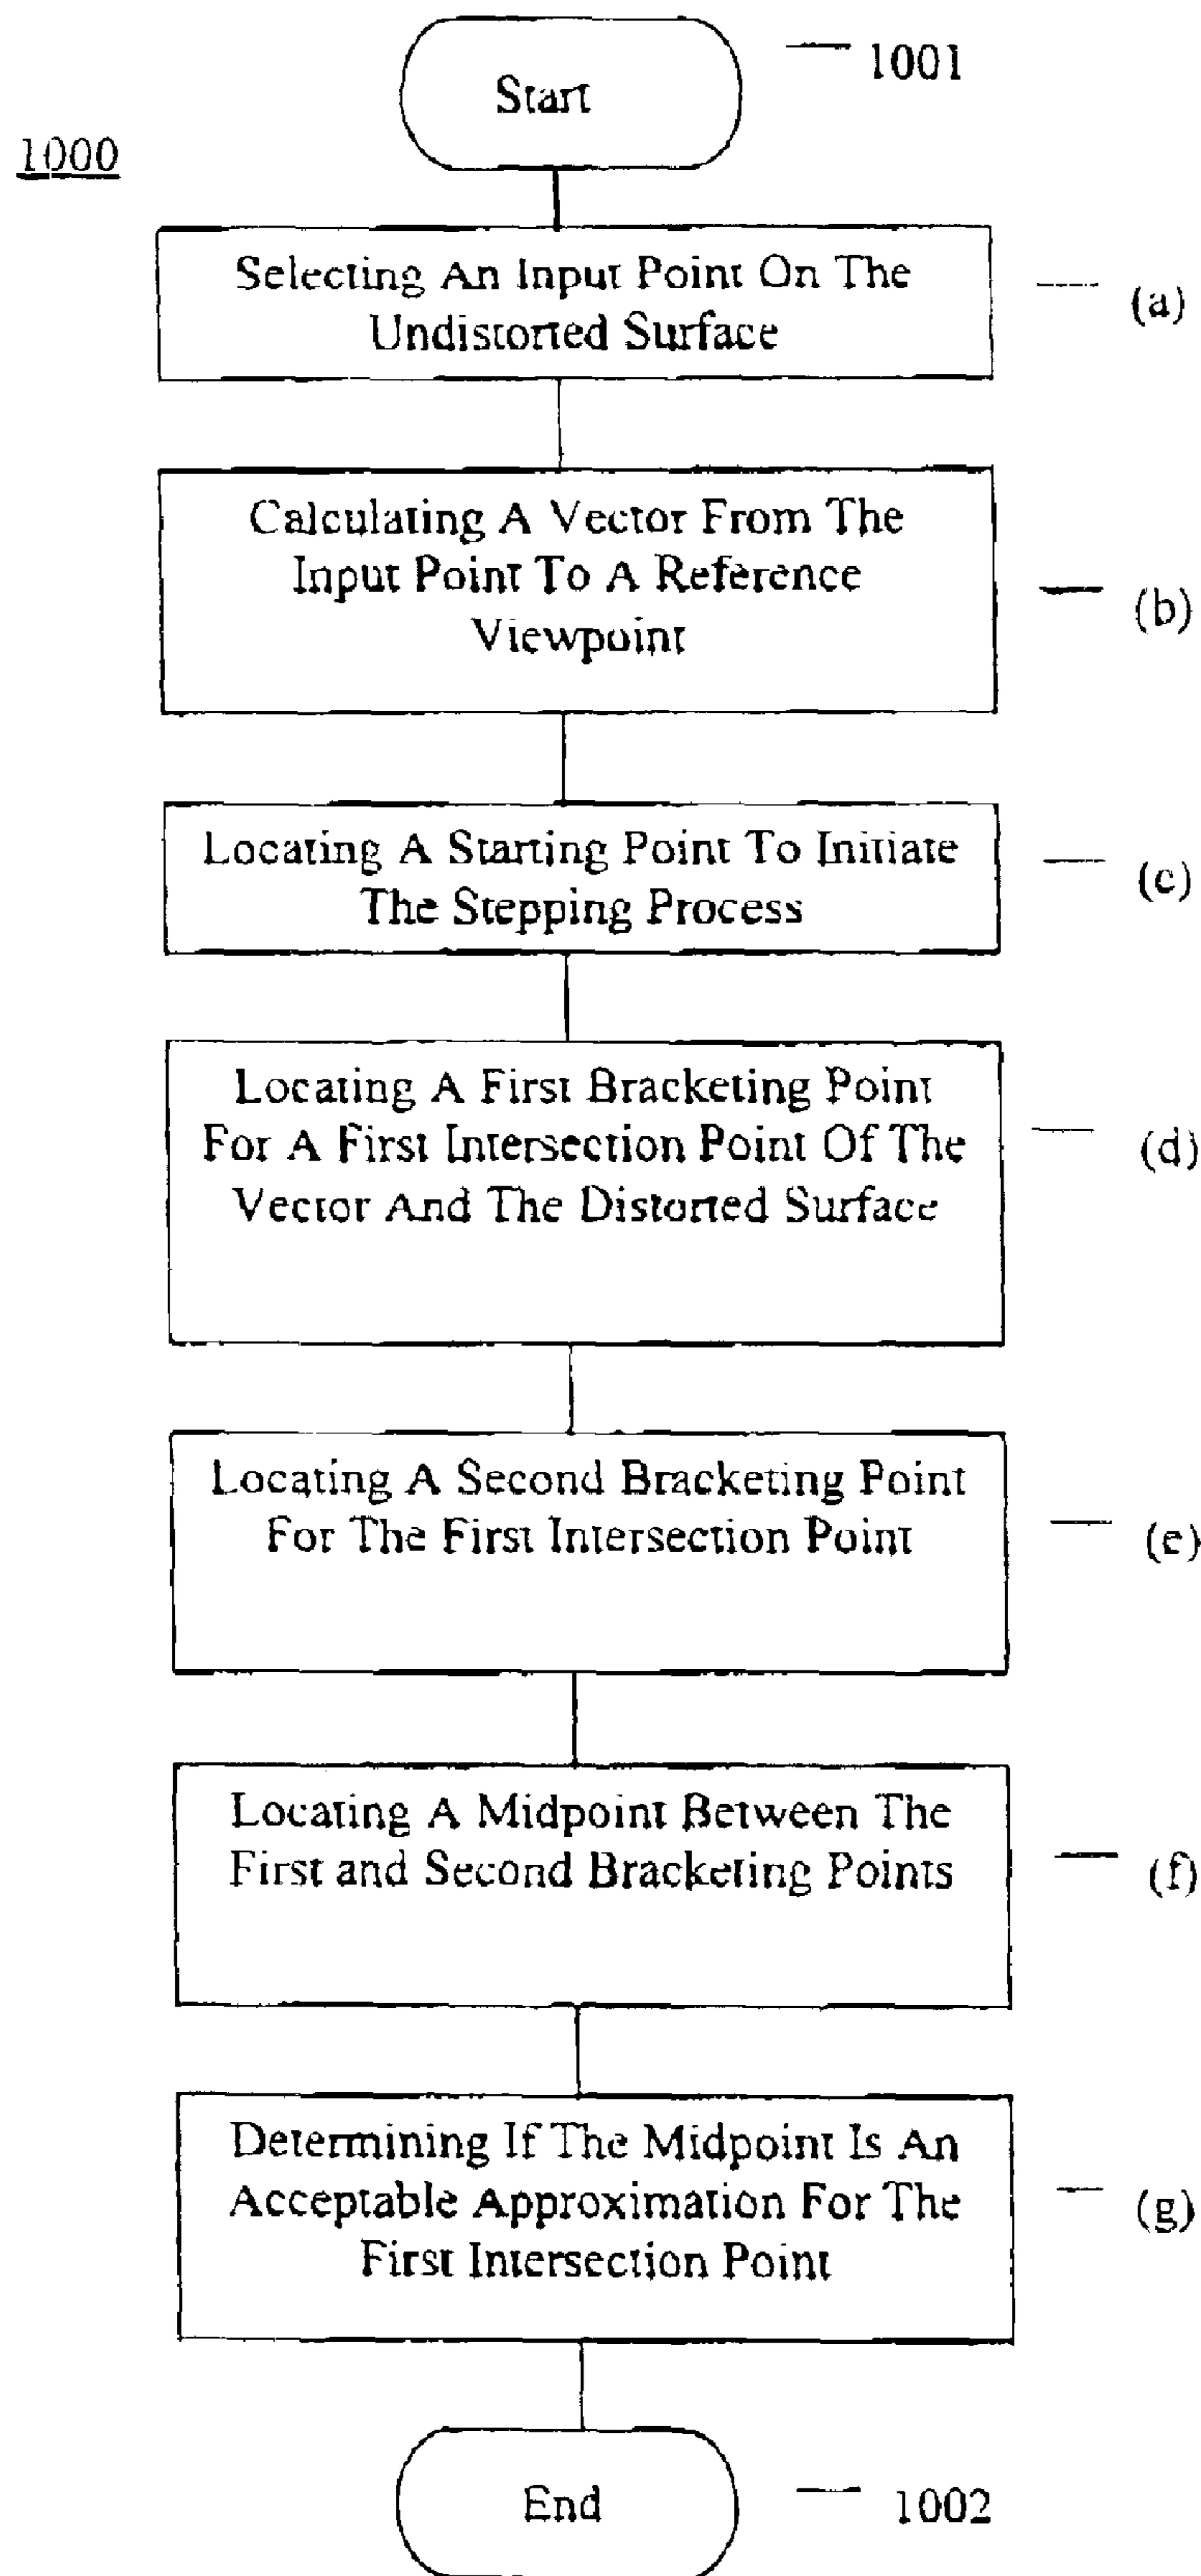 1001
Start
1000
Selecting An Input Point On The
Undistorted Surface
(a)
Calculating A Vector From The
Input Point To A Reference
Viewpoint
(b)
Locating A Starting Point To Initiate
The Stepping Process
(c)
Locating A First Bracketing Point
For A First Intersection Point Of The
Vector And The Distorted Surface
(d)
Locating A Second Bracketing Point
For The First Intersection Point
(e)
Locating A Midpoint Between The
First and Second Bracketing Points
(f)
Determining If The Midpoint Is An
Acceptable Approximation For The
First Intersection Point
(g)
End
1002